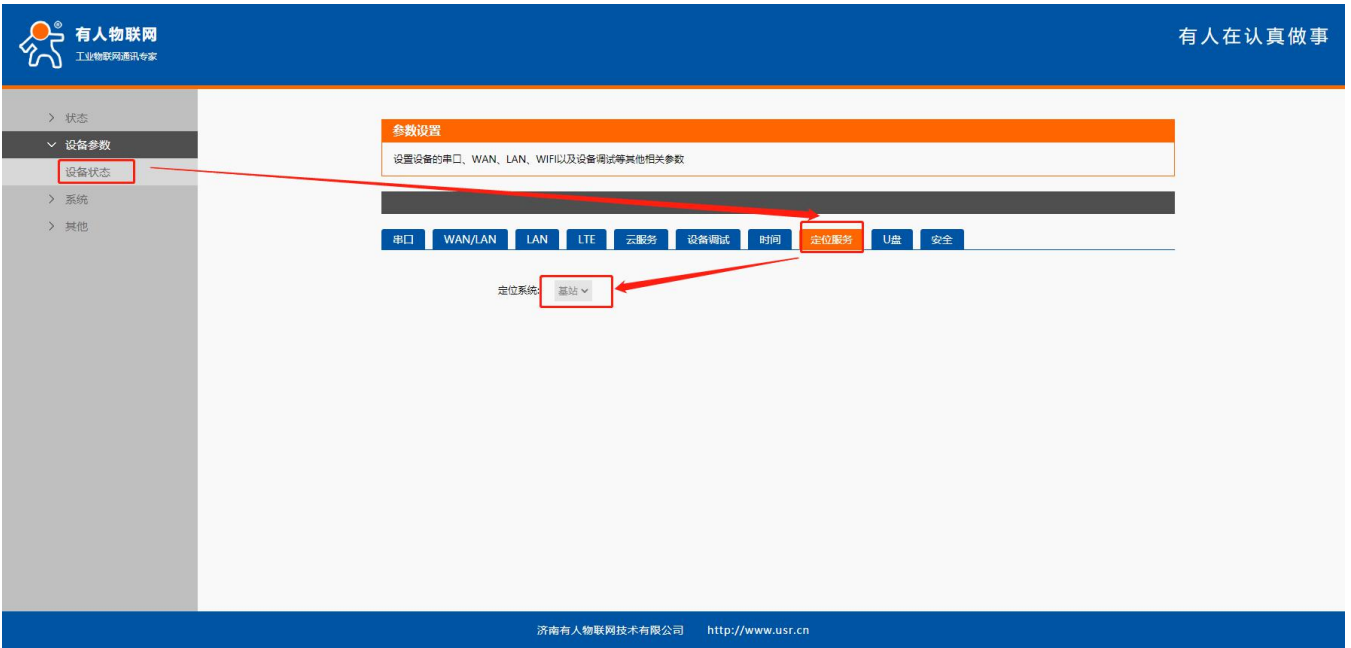 有人物联网
工业物联网通讯专家
有人在认真做事
状态
设备参数
设备状态
系统
其他
参数设置
设置设备的串口、WAN、LAN、WIFI以及设备调试等其他相关参数
串口 WAN/LAN LAN LTE 云服务 设备调试 时间 定位服务 U盘 安全
定位系统: 基站
济南有人物联网技术有限公司 http://www.usr.cn